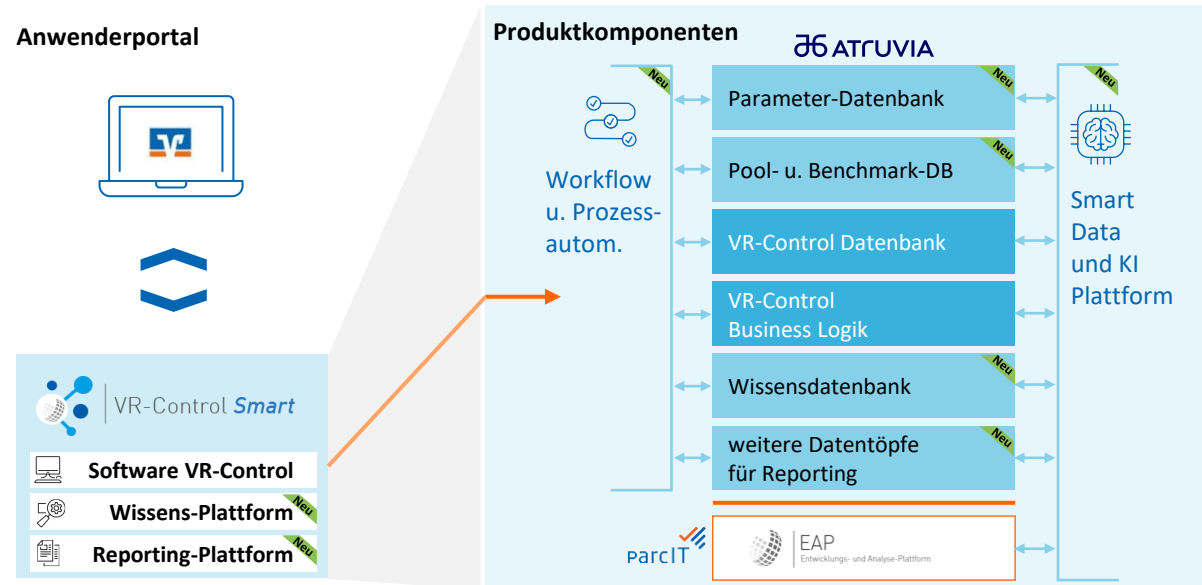 Anwenderportal
VR-Control Smart
Software VR-Control
Wissens-Plattform
Neu
Reporting-Plattform
Neu
Produktkomponenten
ATRUVIA
Neu
Workflow
u. Prozess-
autom.
Parameter-Datenbank
Neu
Pool- u. Benchmark-DB
Neu
VR-Control Datenbank
VR-Control
Business Logik
Wissensdatenbank
Neu
weitere Datentöpfe
für Reporting
Neu
parcIT
EAP
Entwicklungs- und Analyse-Plattform
Neu
Smart
Data
und KI
Plattform